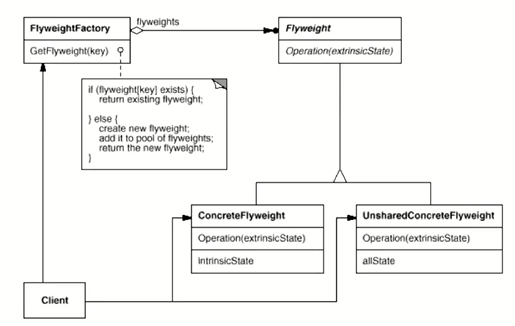 FlyweightFactory
GetFlyweight(key)
flyweights
Flyweight
Operation(extrinsicState)
if (flyweight[key] exists) {
return existing flyweight;
} else {
create new flyweight;
add it to pool of flyweights;
return the new flyweight;
}
ConcreteFlyweight
Operation(extrinsicState)
intrinsicState
UnsharedConcreteFlyweight
Operation(extrinsicState)
allState
Client